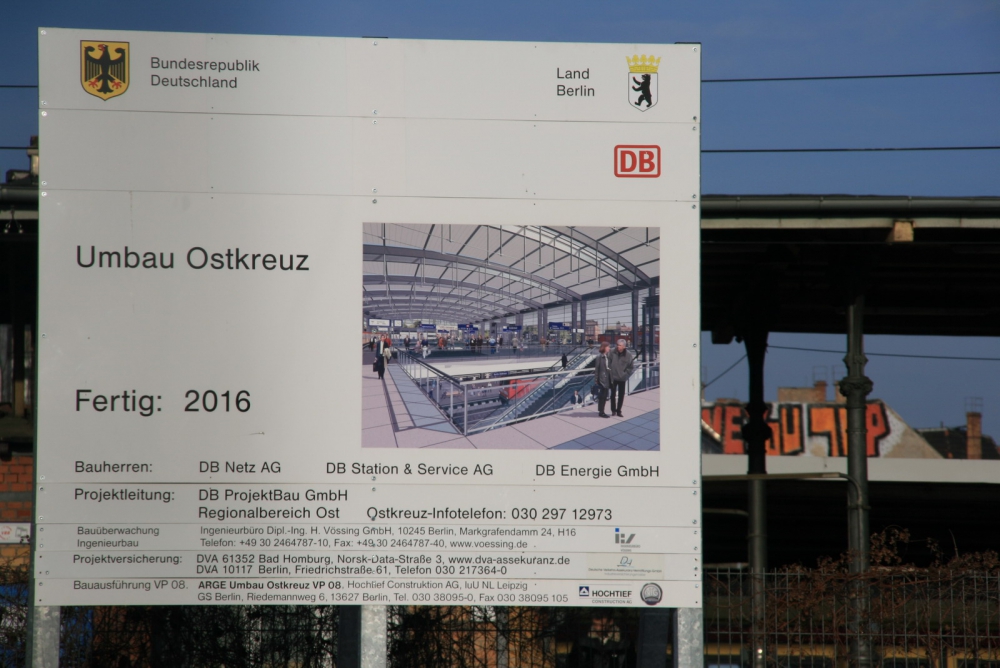 Bundesrepublik
Deutschland
Land
Berlin
DB
Umbau Ostkreuz
Fertig: 2016
Bauherren: DB Netz AG DB Station & Service AG DB Energie GmbH
Projektleitung: DB ProjektBau GmbH
Regionalbereich Ost Ostkreuz-Infotelefon: 030 297 12973
Bauüberwachung Ingenieurbüro Dipl.-Ing. H. Vössing GmbH, 10245 Berlin, Markgrafendamm 24, H16
Ingenieurbau Telefon: +49 30 2464787-10, Fax: +49 30 2464787-40, www.voessing.de
Projektversicherung: DVA 61352 Bad Homburg, Norsk-Data-Straße 3, www.dva-assekuranz.de
DVA 10117 Berlin, Friedrichstraße 61, Telefon 030 217364-0
Bauausführung VP 08. ARGE Umbau Ostkreuz VP 08. Hochtief Construktion AG, IuU NL Leipzig
GS Berlin, Riedemannweg 6, 13627 Berlin, Tel. 030 38095-0, Fax 030 38095 105
HOCHTIEF
CONSTRUCTION AG